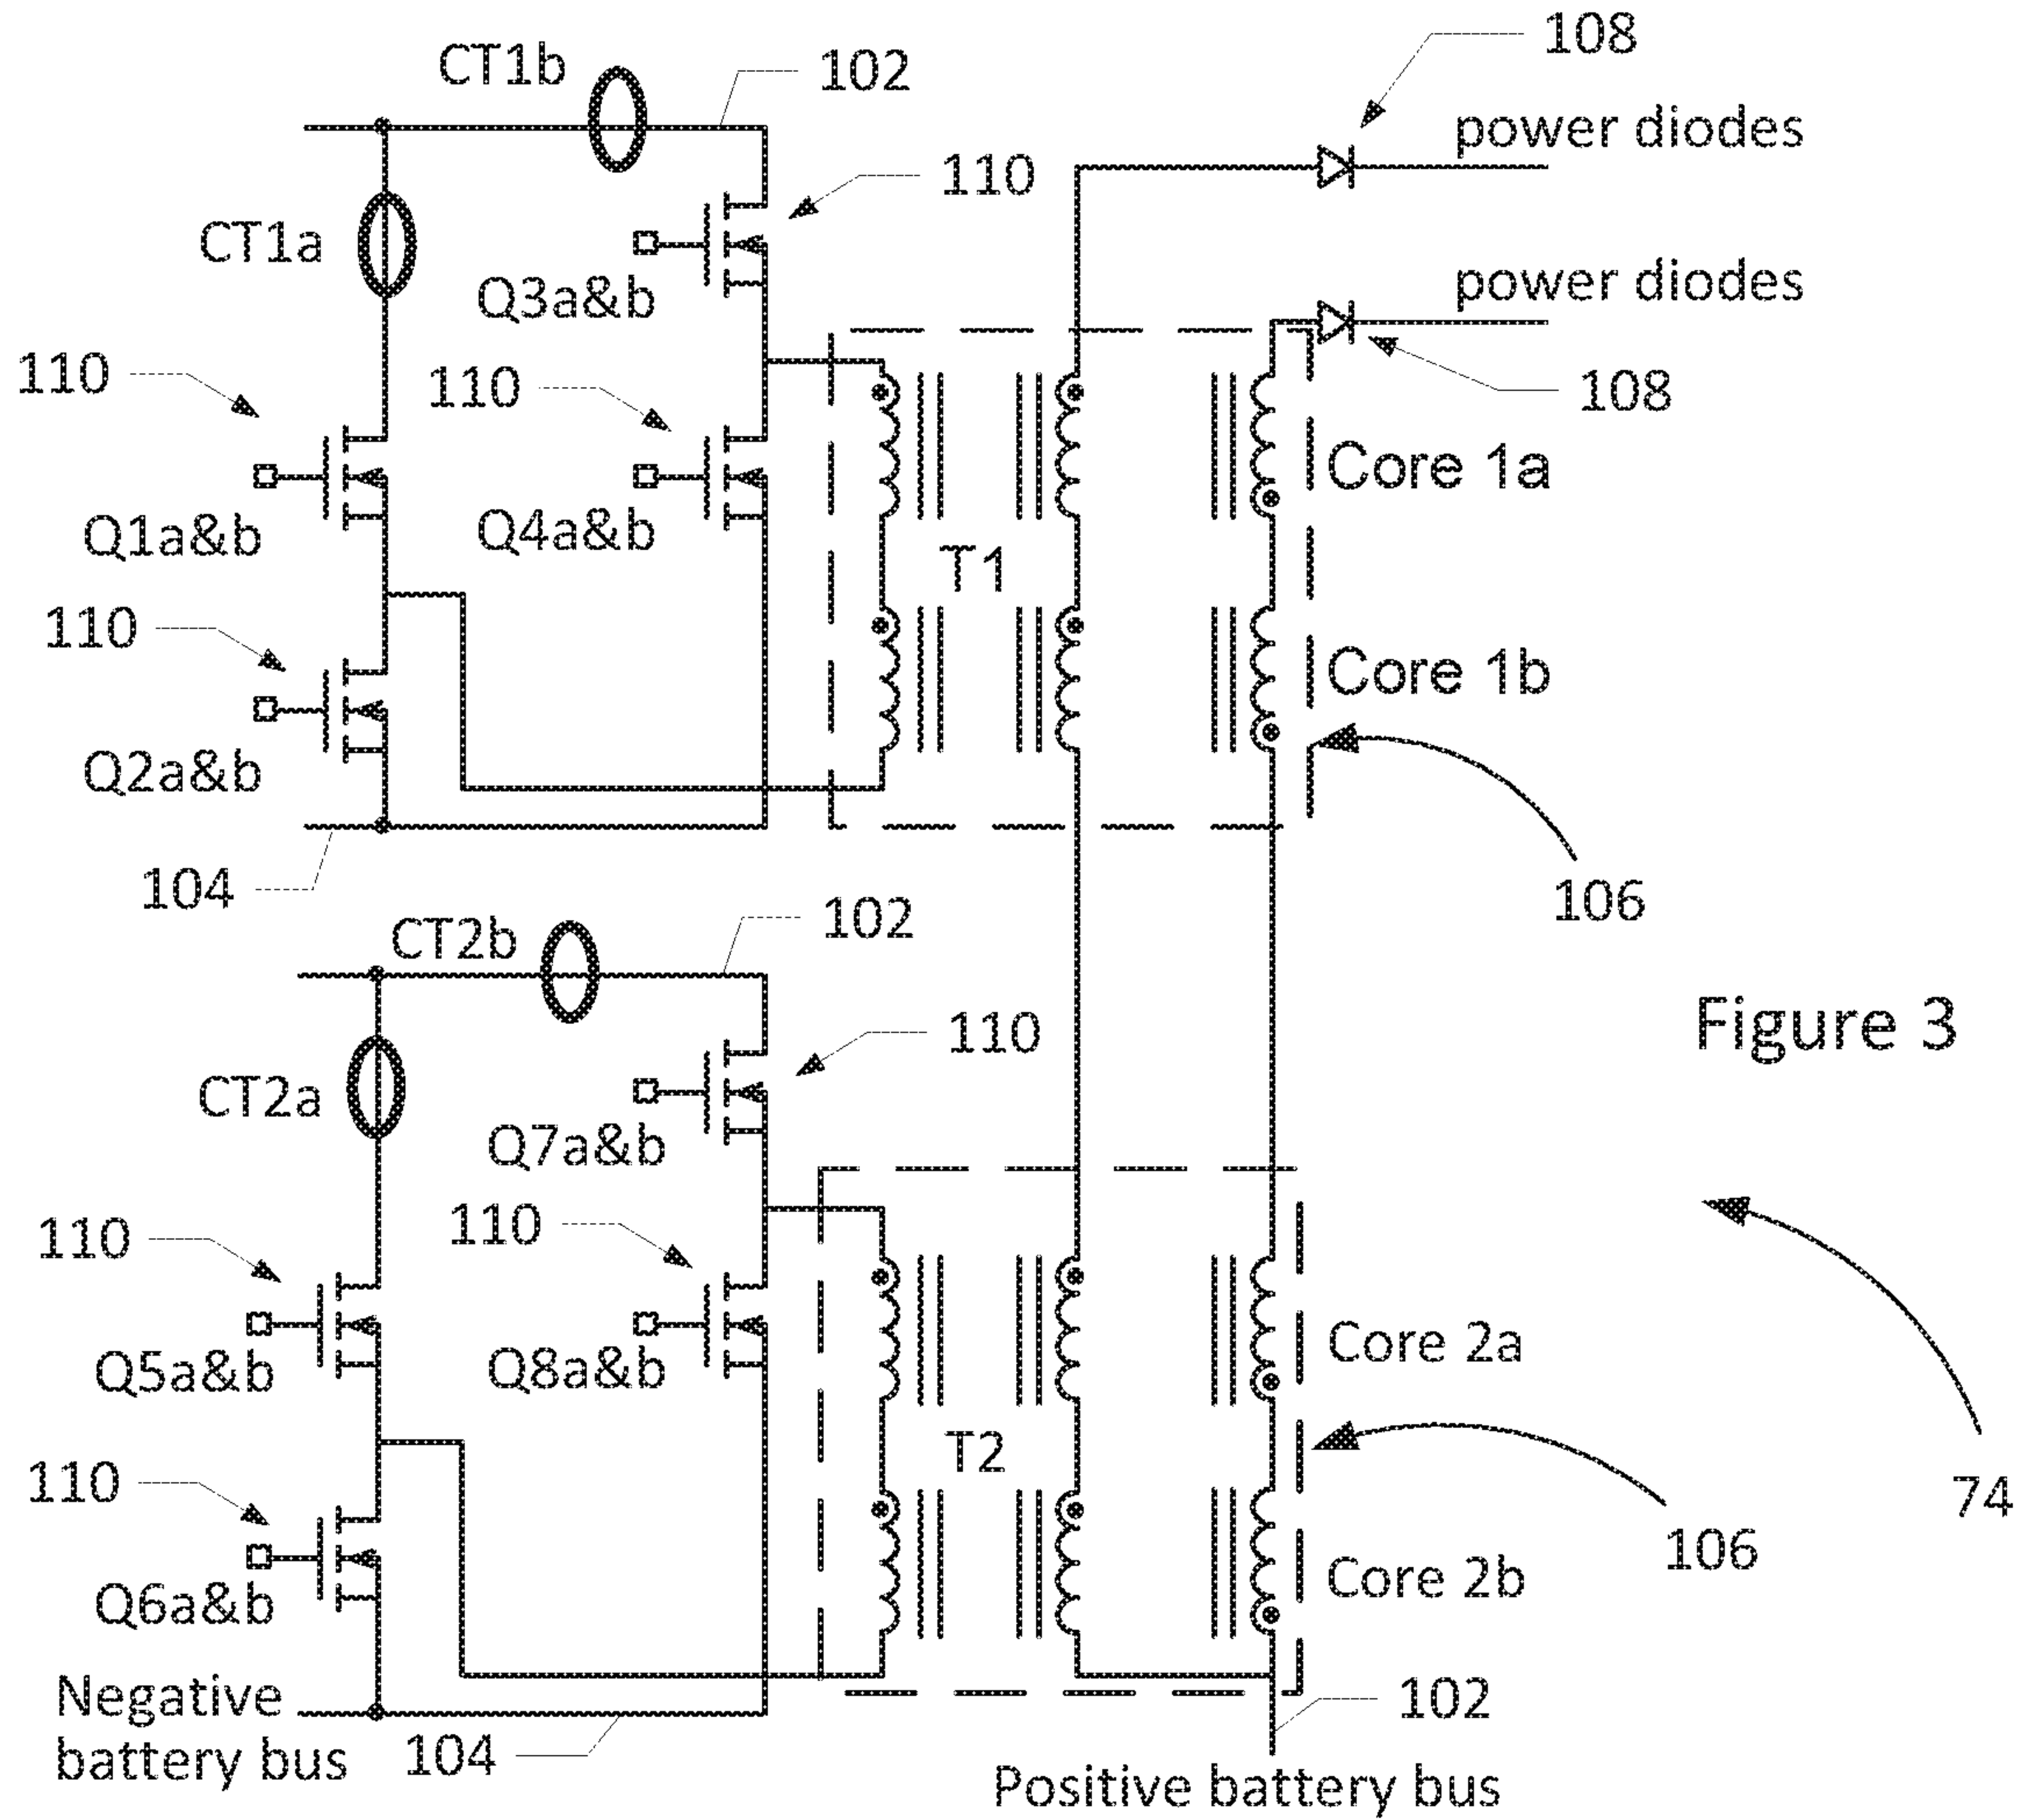 108
CT1b
102
power diodes
110
CT1a
Q3a&b
power diodes
110
110
108
Core 1a
Q1a&b
Q4a&b
T1
110
Core 1b
Q2a&b
104
106
CT2b
102
Figure 3
110
CT2a
Q7a&b
110
110
Core 2a
Q5a&b
Q8a&b
T2
110
74
106
Core 2b
Q6a&b
Negative
battery bus
104
102
Positive battery bus